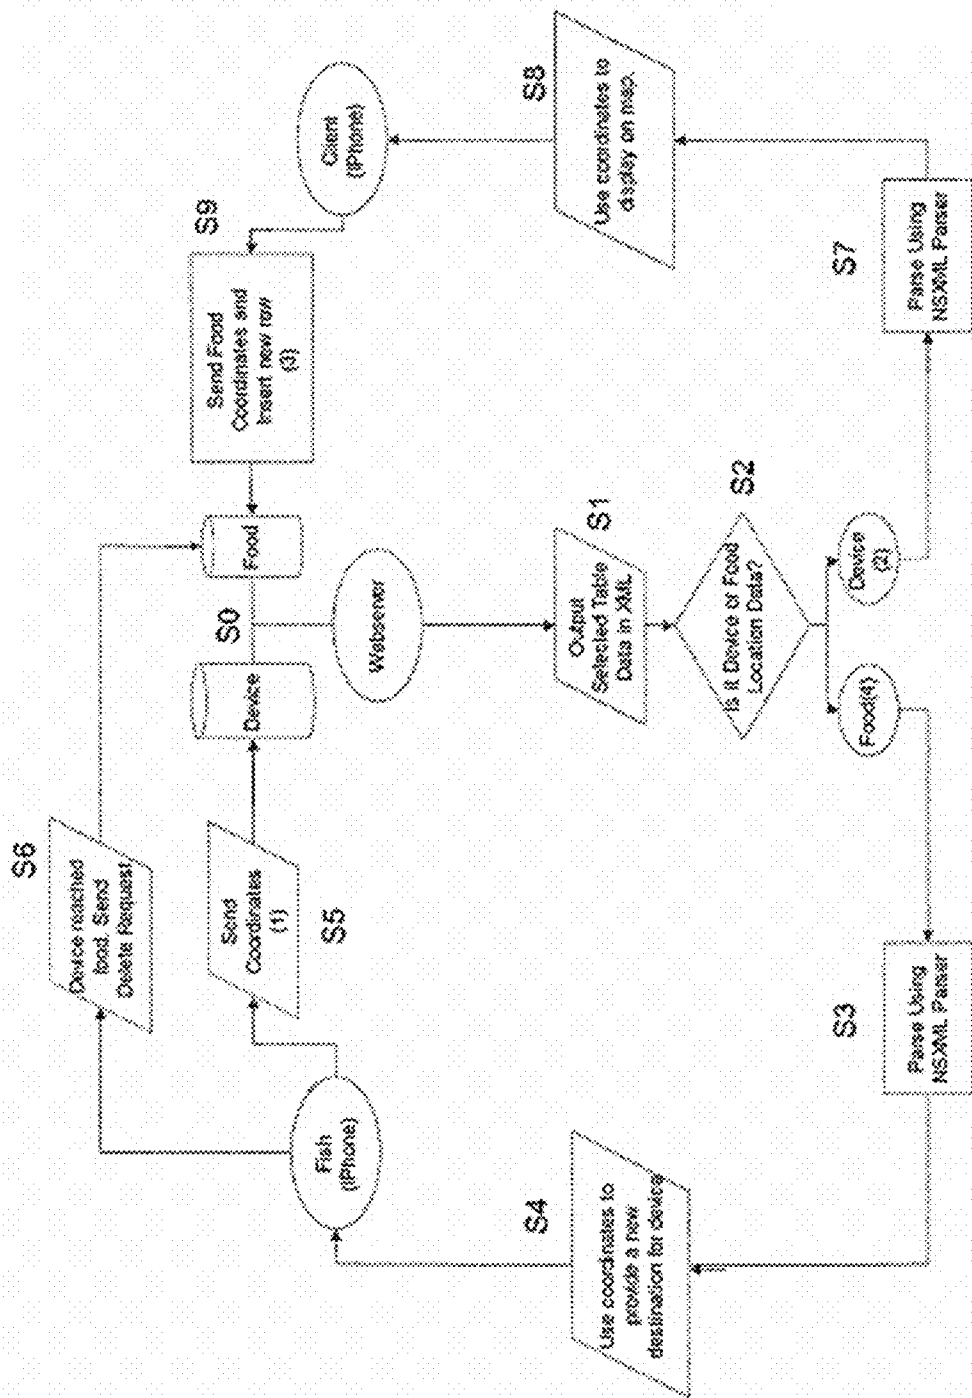 S6
Device reached
food. Send
Delete Request
S5
Send
Coordinates
(1)
Fish
(iPhone)
S4
Use coordinates to
provide a new
destination for device
S3
Parse Using
NSXML Parser
S0
Device
Food
Webserver
S1
Output
Selected Table
Data in XML
S2
Is it Device or Food
Location Data?
Food(4)
Device
(2)
S9
Send Food
Coordinates and
Insert new row
(3)
Client
(iPhone)
S8
Use coordinates to
display on map.
S7
Parse Using
NSXML Parser